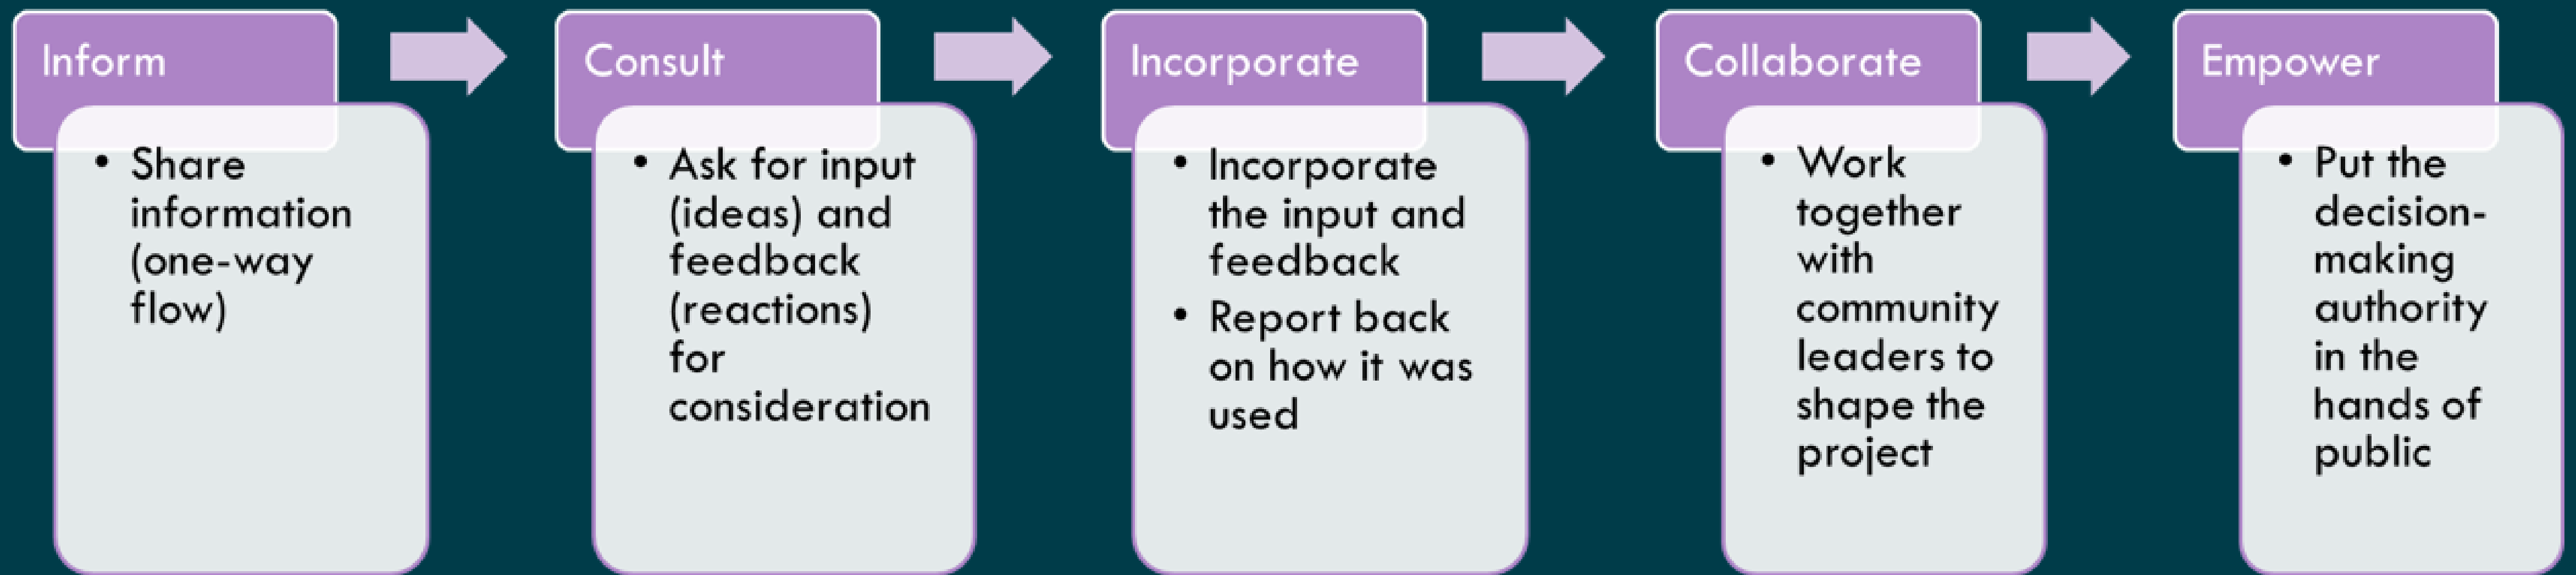 Inform
• Share
information
(one-way
flow)
Consult
• Ask for input
(ideas) and
feedback
(reactions)
for
consideration
Incorporate
• Incorporate
the input and
feedback
• Report back
on how it was
used
Collaborate
• Work
together
with
community
leaders to
shape the
project
Empower
• Put the
decision-
making
authority
in the
hands of
public